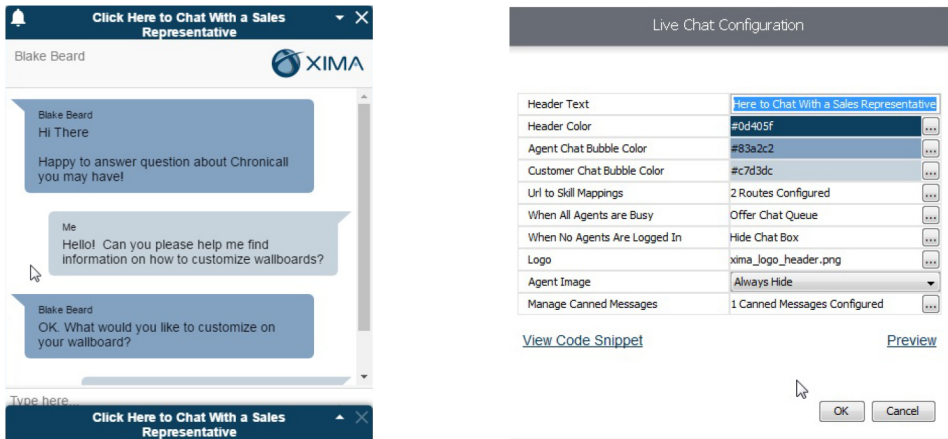 Click Here to Chat With a Sales
Representative
Blake Beard
XIMA
Blake Beard
Hi There
Happy to answer question about Chronicall
you may have!
Me
Hello! Can you please help me find
information on how to customize wallboards?
Blake Beard
OK. What would you like to customize on
your wallboard?
Type here...
Click Here to Chat With a Sales
Representative
Live Chat Configuration
Header Text Here to Chat With a Sales Representative
Header Color #0d405f ...
Agent Chat Bubble Color #83a2c2 ...
Customer Chat Bubble Color #c7d3dc ...
Url to Skill Mappings 2 Routes Configured ...
When All Agents are Busy Offer Chat Queue ...
When No Agents Are Logged In Hide Chat Box ...
Logo xima_logo_header.png ...
Agent Image Always Hide
Manage Canned Messages 1 Canned Messages Configured ...
View Code Snippet Preview
OK Cancel